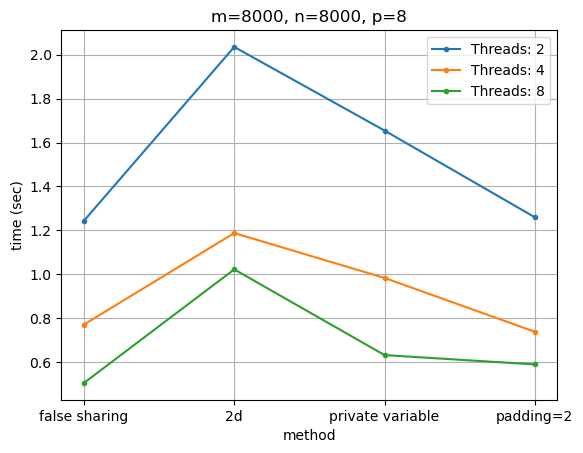 m=8000, n=8000, p=8
Threads: 2
Threads: 4
Threads: 8
time (sec)
2.0
1.8
1.6
1.4
1.2
1.0
0.8
0.6
false sharing 2d private variable padding=2
method